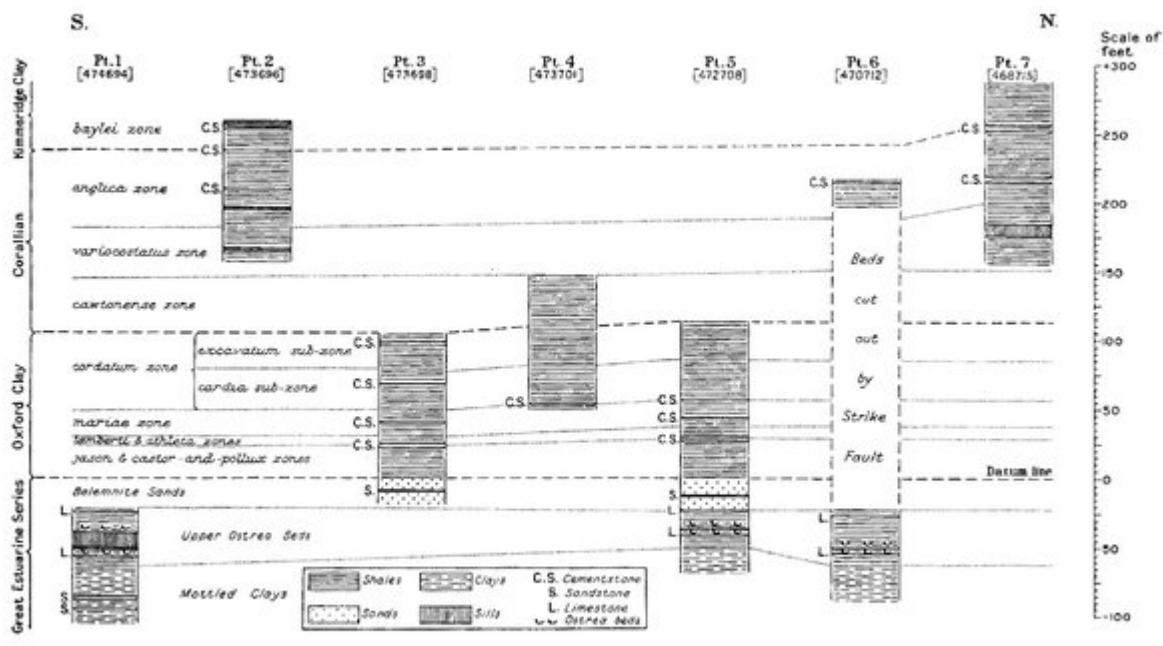 S.
N.
Scale of
feet
Pt.1
[474694]
Pt.2
[473696]
Pt.3
[473698]
Pt.4
[473701]
Pt.5
[472708]
Pt.6
[470712]
Pt.7
[468715]
+300
250
200
150
100
50
0
50
-100
Kimmeridge Clay
Corallian
Oxford Clay
Great Estuarine Series
baylei zone
anglica zone
variocostatus zone
cawtonense zone
cordatum zone
excavatum sub-zone
cardia sub-zone
mariae zone
lamberti & athleta zones
jason & castor-and-pollux zones
Belemnite Sands
Upper Ostrea Beds
Mottled Clays
C.S.
C.S.
C.S.
C.S.
C.S.
C.S.
C.S.
S.
C.S.
C.S.
C.S.
C.S.
S.
L.
L.
C.S.
L.
L.
C.S.
C.S.
L.
L.
Beds
cut
out
by
Strike
Fault
Datum line
Shales
Clays
Sands
Sills
C.S. Cementstone
S. Sandstone
L. Limestone
Ostrea Beds